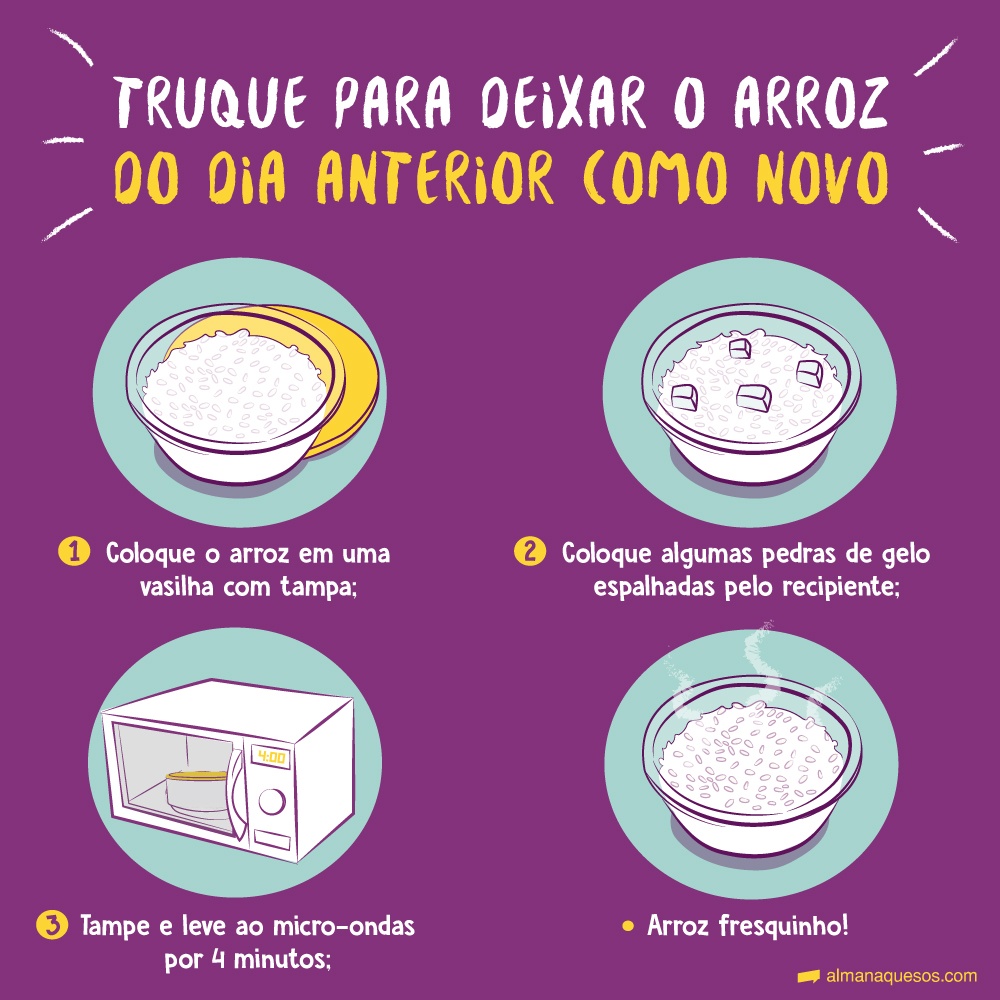 TRUQUE PARA DEiXAR O ARROZ
DO DiA ANTERiOR COMO NOVO
1 Coloque o arroz em uma
vasilha com tampa;
2 Coloque algumas pedras de gelo
espalhadas pelo recipiente;
4:00
3 Tampe e leve ao micro-ondas
por 4 minutos;
• Arroz fresquinho!
almanaquesos.com